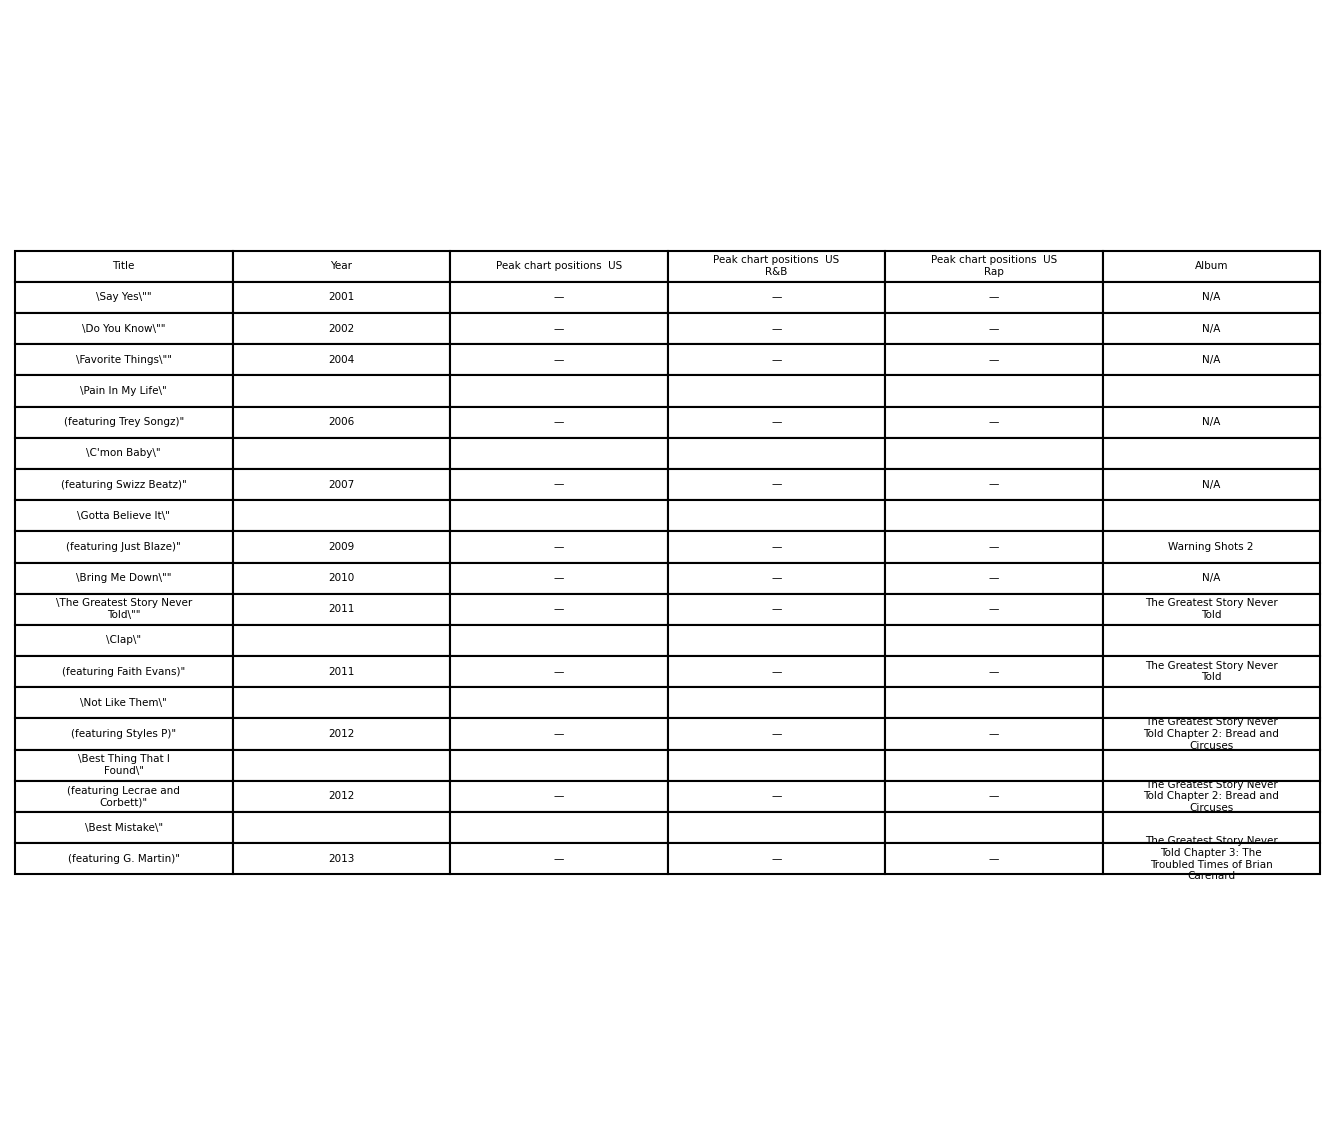 Title Year Peak chart positions  US Peak chart positions  US R&B Peak chart positions  US Rap Album
\Say Yes\"" 2001 — — — N/A
\Do You Know\"" 2002 — — — N/A
\Favorite Things\"" 2004 — — — N/A
\Pain In My Life\"
(featuring Trey Songz)" 2006 — — — N/A
\C'mon Baby\"
(featuring Swizz Beatz)" 2007 — — — N/A
\Gotta Believe It\"
(featuring Just Blaze)" 2009 — — — Warning Shots 2
\Bring Me Down\"" 2010 — — — N/A
\The Greatest Story Never Told\"" 2011 — — — The Greatest Story Never Told
\Clap\"
(featuring Faith Evans)" 2011 — — — The Greatest Story Never Told
\Not Like Them\"
(featuring Styles P)" 2012 — — — The Greatest Story Never Told Chapter 2: Bread and Circuses
\Best Thing That I Found\"
(featuring Lecrae and Corbett)" 2012 — — — The Greatest Story Never Told Chapter 2: Bread and Circuses
\Best Mistake\"
(featuring G. Martin)" 2013 — — — The Greatest Story Never Told Chapter 3: The Troubled Times of Brian Carenard